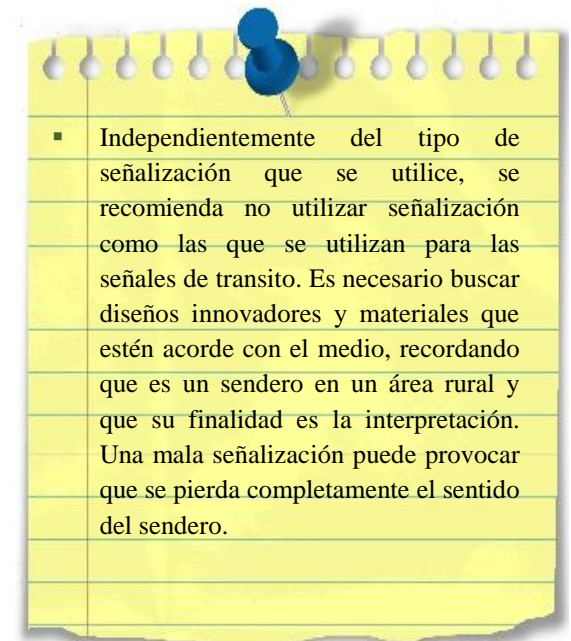 ▪ Independientemente del tipo de
señalización que se utilice, se
recomienda no utilizar señalización
como las que se utilizan para las
señales de transito. Es necesario buscar
diseños innovadores y materiales que
estén acorde con el medio, recordando
que es un sendero en un área rural y
que su finalidad es la interpretación.
Una mala señalización puede provocar
que se pierda completamente el sentido
del sendero.